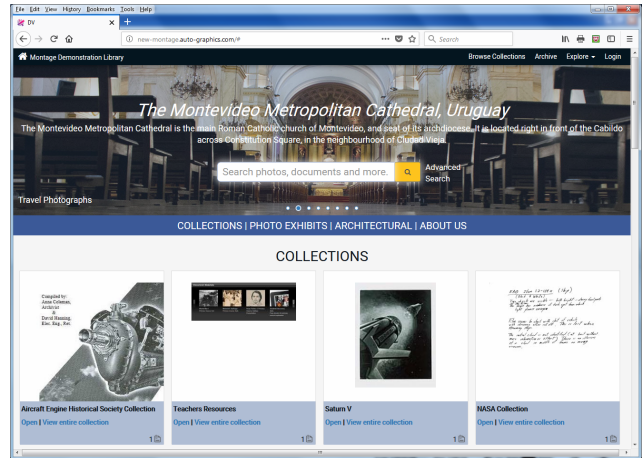 File Edit View History Bookmarks Tools Help
DV
new-montage.auto-graphics.com/#
Search
Montage Demonstration Library
Browse Collections Archive Explore Login
The Montevideo Metropolitan Cathedral, Uruguay
The Montevideo Metropolitan Cathedral is the main Roman Catholic church of Montevideo, and seat of its archdiocese. It is located right in front of the Cabildo
across Constitution Square, in the neighbourhood of Ciudad Vieja.
Search photos, documents and more.
Advanced
Search
Travel Photographs
COLLECTIONS | PHOTO EXHIBITS | ARCHITECTURAL | ABOUT US
COLLECTIONS
Compiled by:
Anne Coleman,
Archivist
&
David Manning,
Elec. Eng., Ret.
Aircraft Engine Historical Society Collection
Open | View entire collection
1
Teachers Resources
Open | View entire collection
1
Saturn V
Open | View entire collection
1
NASA Collection
Open | View entire collection
1